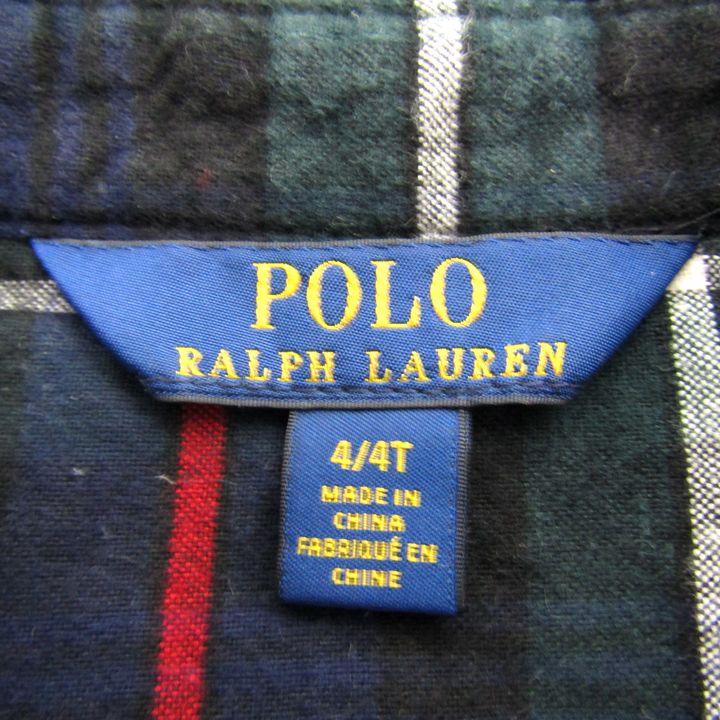 POLO
RALPH LAUREN
4/4T
MADE IN
CHINA
FABRIQUÉ EN
CHINE